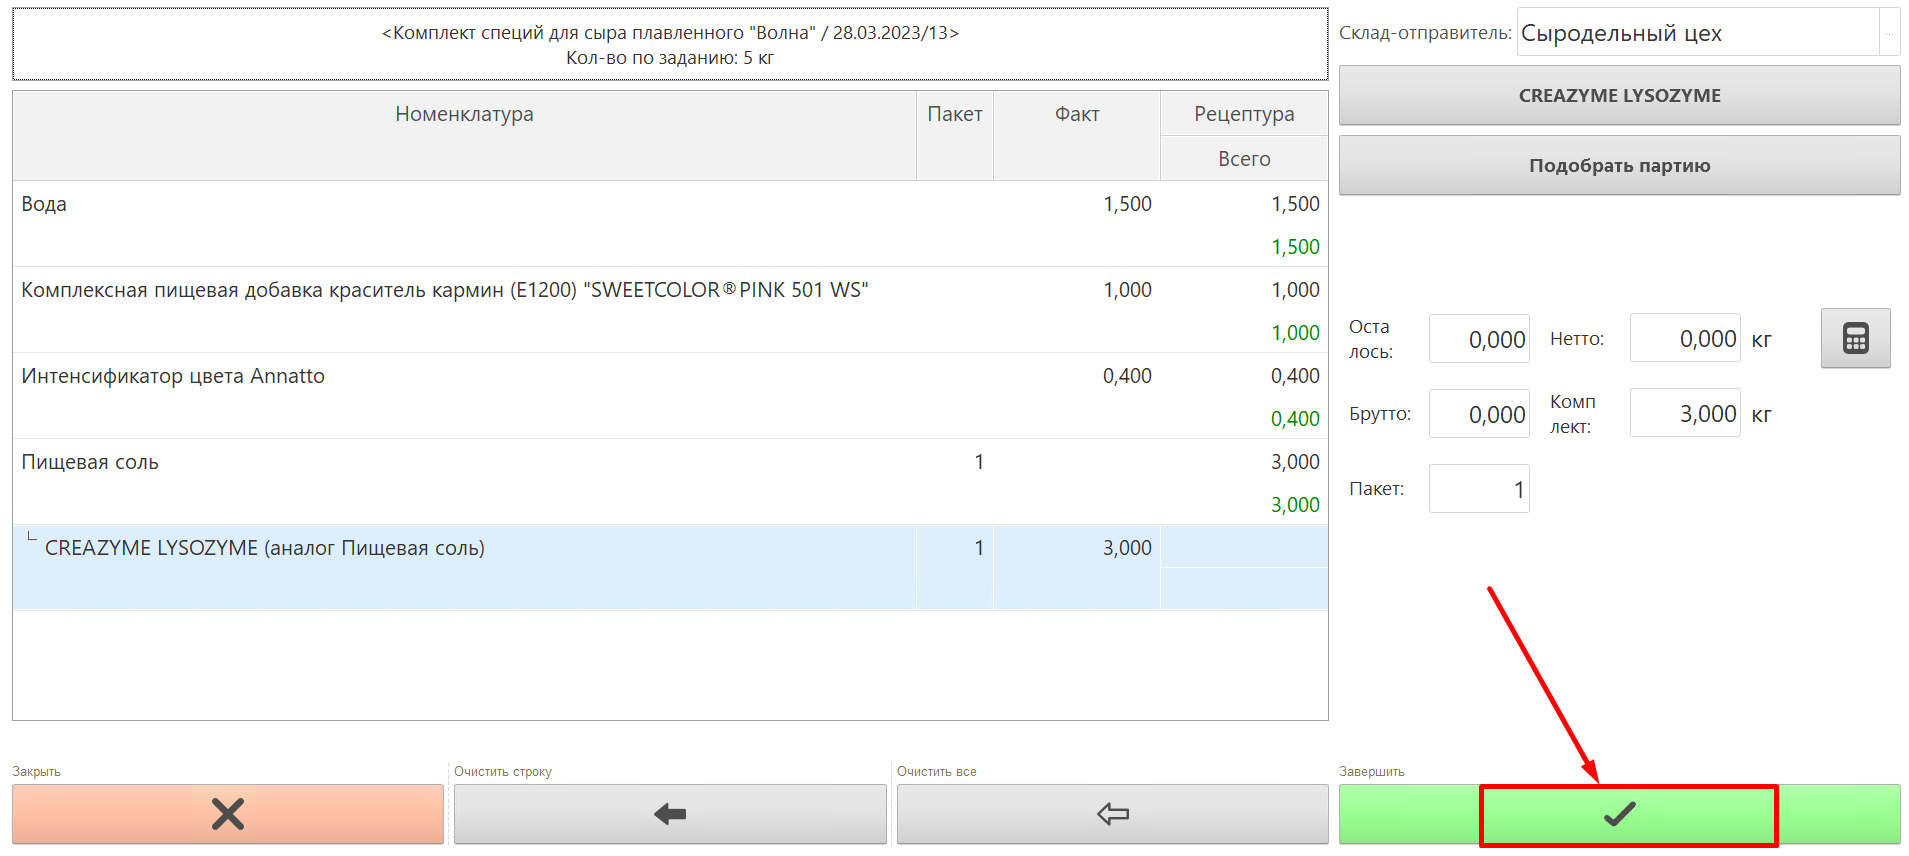 <Комплект специй для сыра плавленного "Волна" / 28.03.2023/13>
Кол-во по заданию: 5 кг
Склад-отправитель: Сыродельный цех ...
CREAZYME LYSOZYME
Подобрать партию
Номенклатура Пакет Факт Рецептура
Всего
Вода 1,500 1,500
1,500
Комплексная пищевая добавка краситель кармин (Е1200) "SWEETCOLOR®PINK 501 WS" 1,000 1,000
1,000
Интенсификатор цвета Annatto 0,400 0,400
0,400
Пищевая соль 1 3,000
3,000
CREAZYME LYSOZYME (аналог Пищевая соль) 1 3,000
Оста
лось: 0,000 Нетто: 0,000 кг
Брутто: 0,000 Комп
лект: 3,000 кг
Пакет: 1
Закрыть Очистить строку Очистить все Завершить